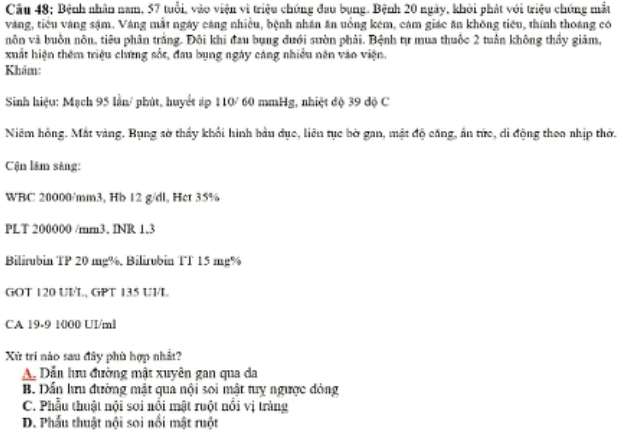 Câu 48: Bệnh nhân nam, 57 tuổi, vào viện vì triệu chứng đau bụng. Bệnh 20 ngày, khởi phát với triệu chứng mắt
vàng, tiểu vàng sậm. Vàng mắt ngày càng nhiều, bệnh nhân ăn uống kém, cảm giác ăn không tiêu, thỉnh thoảng có
nôn và buồn nôn, tiêu phân trắng. Đôi khi đau bụng dưới sườn phải. Bệnh tự mua thuốc 2 tuần không thấy giảm,
xuất hiện thêm triệu chứng sốt, đau bụng ngày càng nhiều nên vào viện.
Khám:
Sinh hiệu: Mạch 95 lần/ phút, huyết áp 110/ 60 mmHg, nhiệt độ 39 độ C
Niêm hồng. Mắt vàng. Bụng sờ thấy khối hình bầu dục, liên tục bờ gan, mật độ căng, ấn tức, di động theo nhịp thở.
Cận lâm sàng:
WBC 20000/mm3, Hb 12 g/dl, Hct 35%
PLT 200000 /mm3, INR 1.3
Bilirubin TP 20 mg%, Bilirubin TT 15 mg%
GOT 120 UI/L, GPT 135 UI/L
CA 19-9 1000 UI/ml
Xử trí nào sau đây phù hợp nhất?
A. Dẫn lưu đường mật xuyên gan qua da
B. Dẫn lưu đường mật qua nội soi mật tuỵ ngược dòng
C. Phẫu thuật nội soi nối mật ruột nối vị tràng
D. Phẫu thuật nội soi nối mật ruột